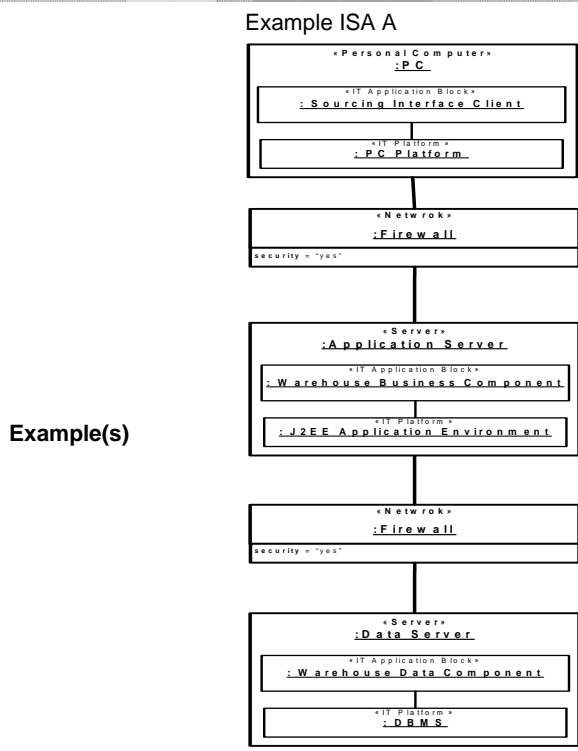 Example ISA A
«Personal Computer»
:PC
«IT Application Block»
: Sourcing Interface Client
«IT Platform»
: PC Platform
«Netwrok»
:Firewall
security = "yes"
«Server»
:Application Server
«IT Application Block»
: Warehouse Business Component
«IT Platform»
: J2EE Application Environment
Example(s)
«Netwrok»
:Firewall
security = "yes"
«Server»
:Data Server
«IT Application Block»
: Warehouse Data Component
«IT Platform»
: DBMS